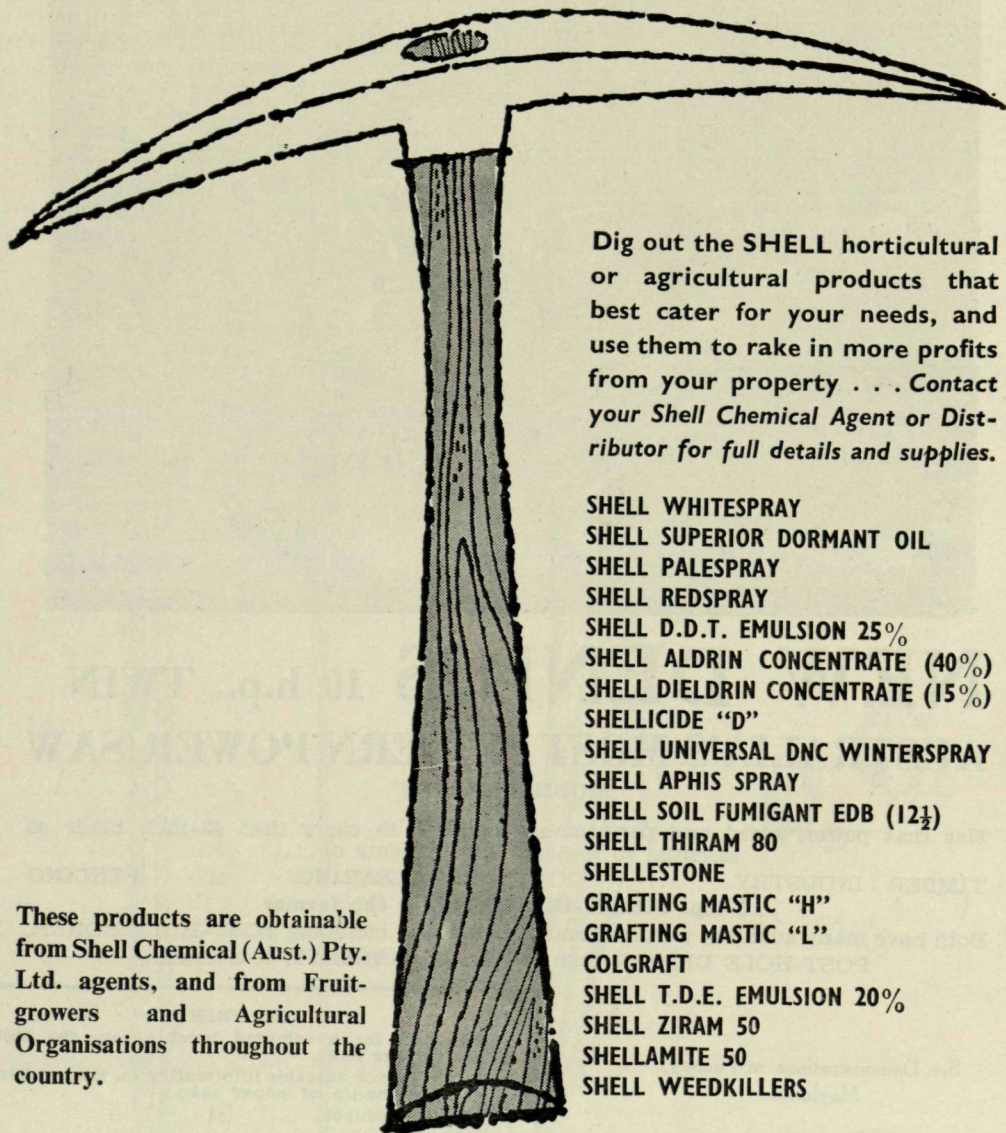 Dig out the SHELL horticultural
or agricultural products that
best cater for your needs, and
use them to rake in more profits
from your property . . . Contact
your Shell Chemical Agent or Dist-
ributor for full details and supplies.
SHELL WHITESPRAY
SHELL SUPERIOR DORMANT OIL
SHELL PALESPRAY
SHELL REDSPRAY
SHELL D.D.T. EMULSION 25%
SHELL ALDRIN CONCENTRATE (40%)
SHELL DIELDRIN CONCENTRATE (15%)
SHELLICIDE “D”
SHELL UNIVERSAL DNC WINTERSPRAY
SHELL APHIS SPRAY
SHELL SOIL FUMIGANT EDB (12½)
SHELL THIRAM 80
SHELLESTONE
GRAFTING MASTIC “H”
GRAFTING MASTIC “L”
COLGRAFT
SHELL T.D.E. EMULSION 20%
SHELL ZIRAM 50
SHELLAMITE 50
SHELL WEEDKILLERS
These products are obtainable
from Shell Chemical (Aust.) Pty.
Ltd. agents, and from Fruit-
growers and Agricultural
Organisations throughout the
country.